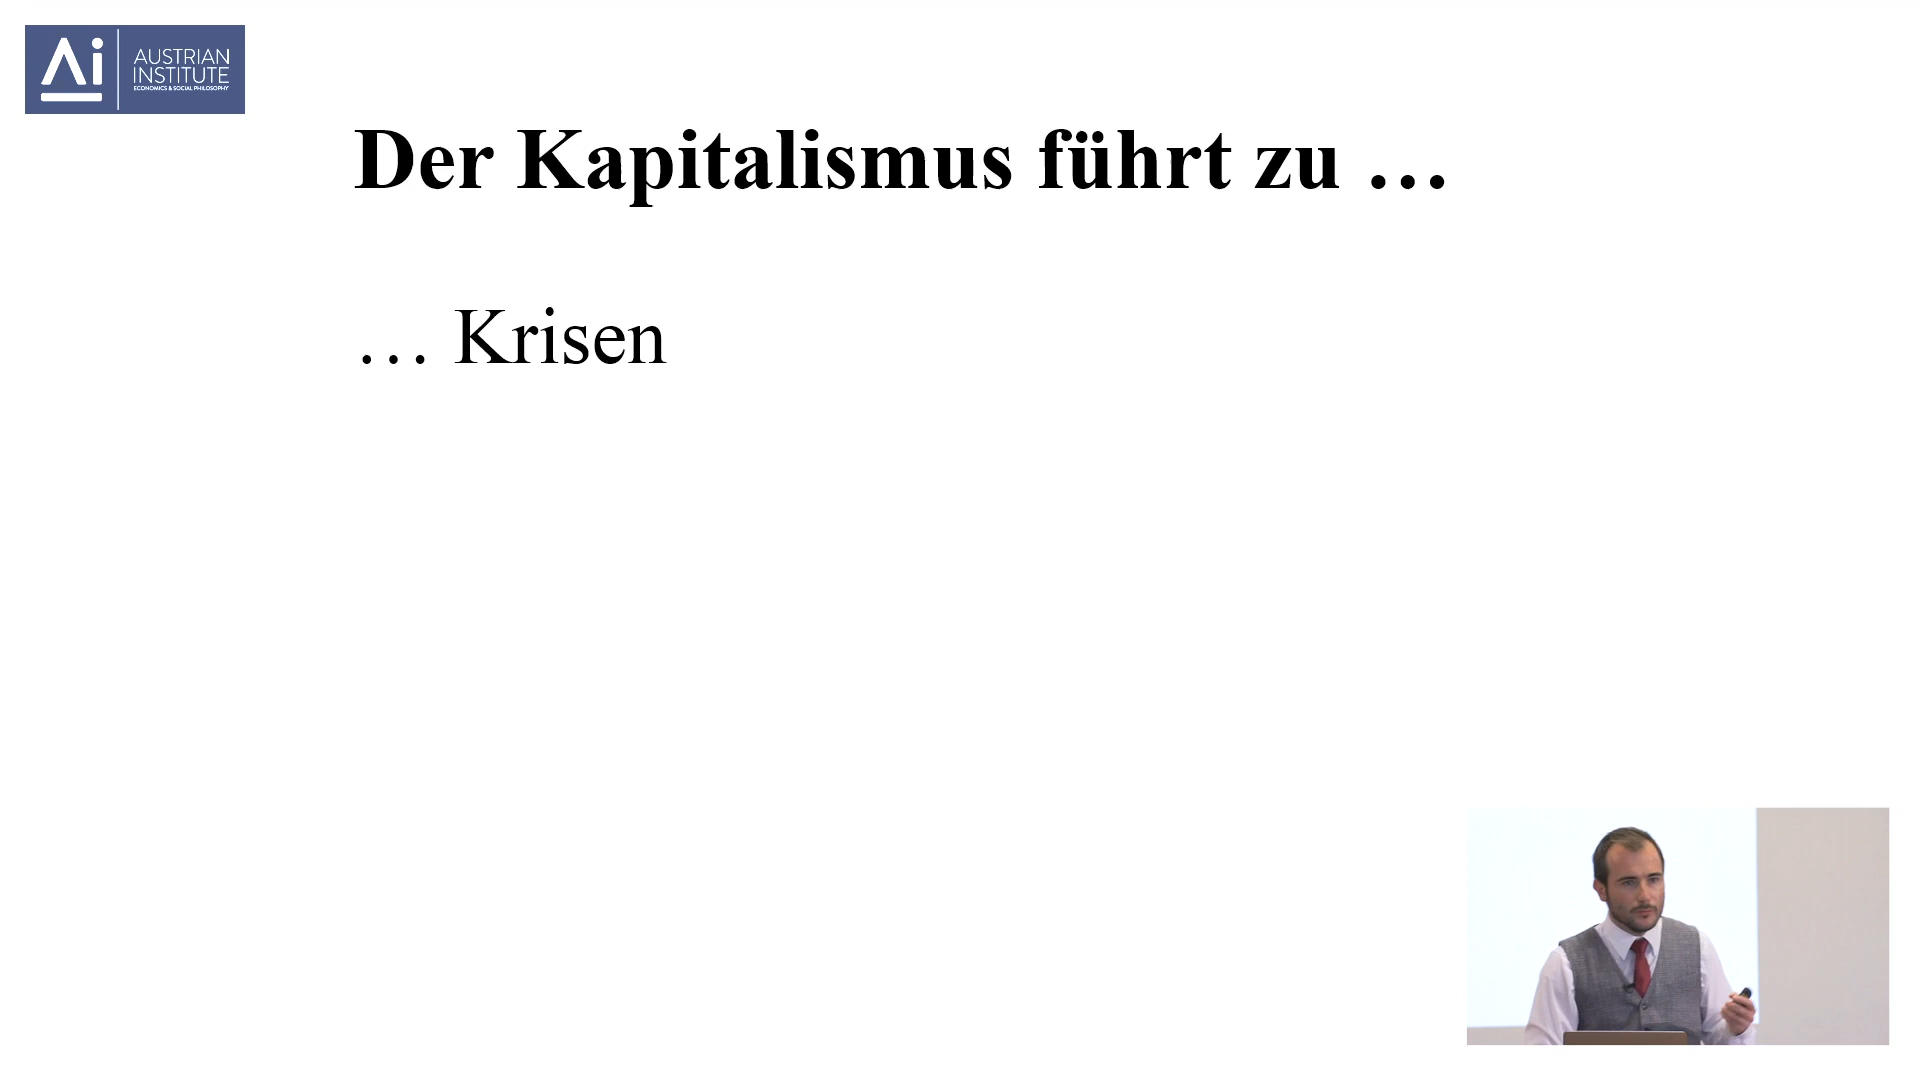 AUSTRIAN
INSTITUTE
ECONOMICS & SOCIAL PHILOSOPHY
Der Kapitalismus führt zu …
… Krisen